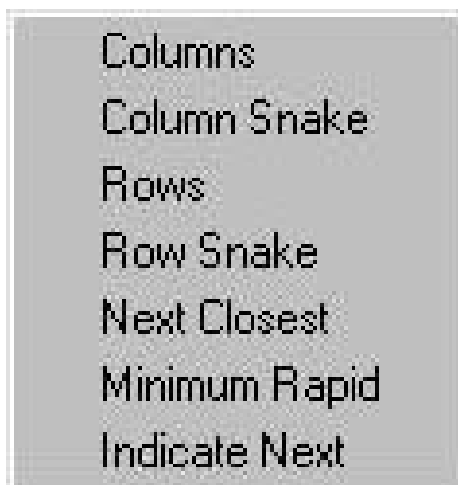 Columns
Column Snake
Rows
Row Snake
Next Closest
Minimum Rapid
Indicate Next